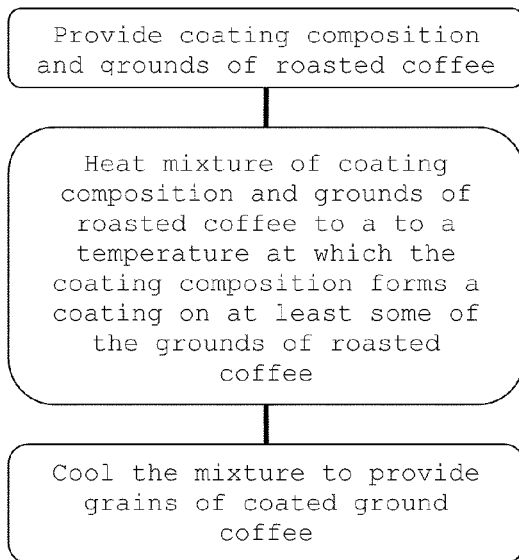 Provide coating composition
and grounds of roasted coffee
Heat mixture of coating
composition and grounds of
roasted coffee to a to a
temperature at which the
coating composition forms a
coating on at least some of
the grounds of roasted
coffee
Cool the mixture to provide
grains of coated ground
coffee